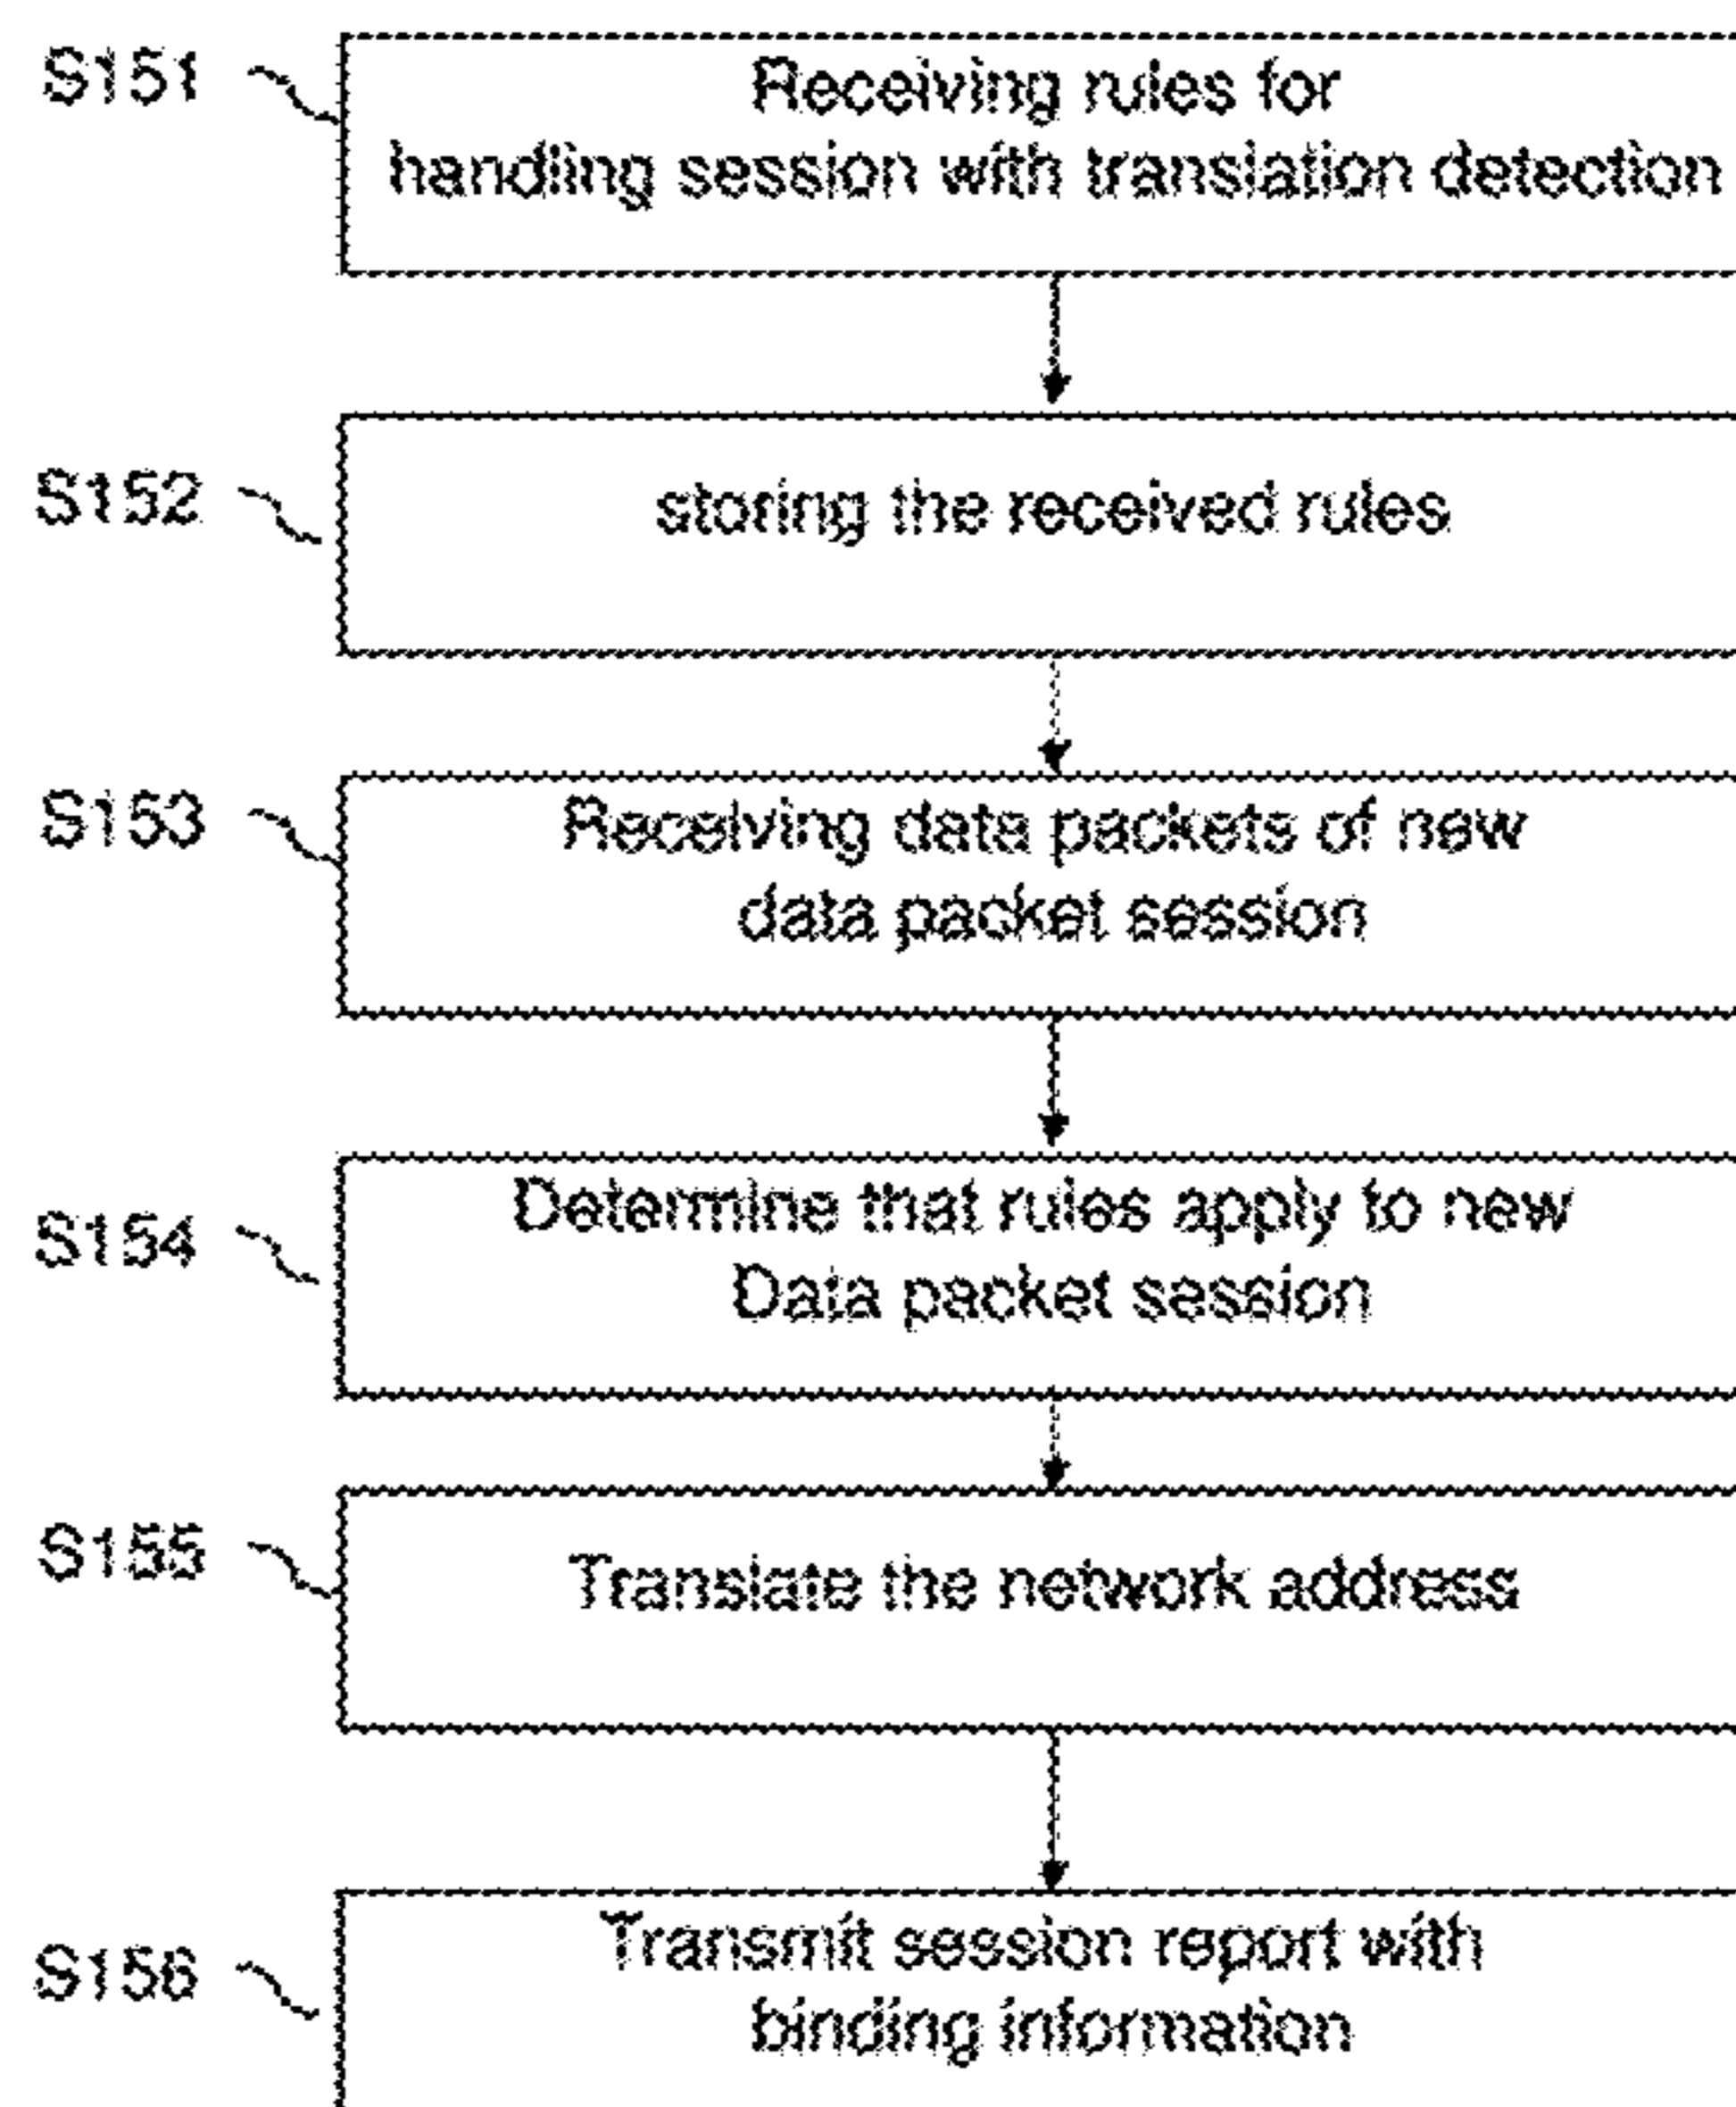 S151
Receiving rules for
handling session with translation detection
S152
storing the received rules
S153
Receiving data packets of new
data packet session
S154
Determine that rules apply to new
Data packet session
S155
Translate the network address
S156
Transmit session report with
binding information